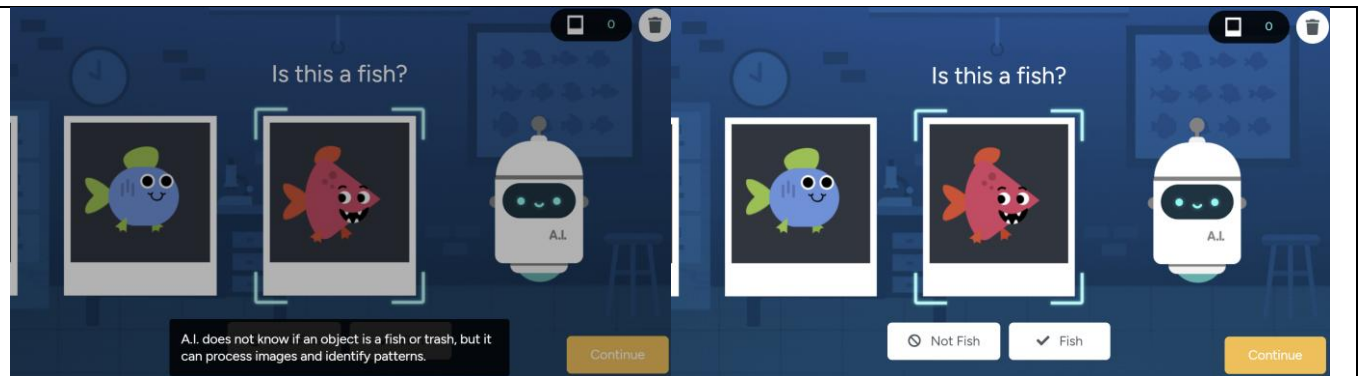 0
Is this a fish?
A.I.
A.I. does not know if an object is a fish or trash, but it
can process images and identify patterns.
Continue
0
Is this a fish?
A.I.
Not Fish
Fish
Continue